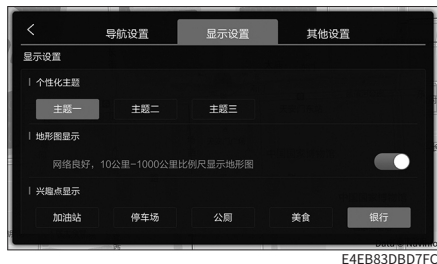 导航设置 显示设置 其他设置
显示设置
个性化主题
主题一 主题二 主题三
地形图显示
网络良好，10公里-1000公里比例尺显示地形图
兴趣点显示
加油站 停车场 公厕 美食 银行
E4EB83DBD7FC